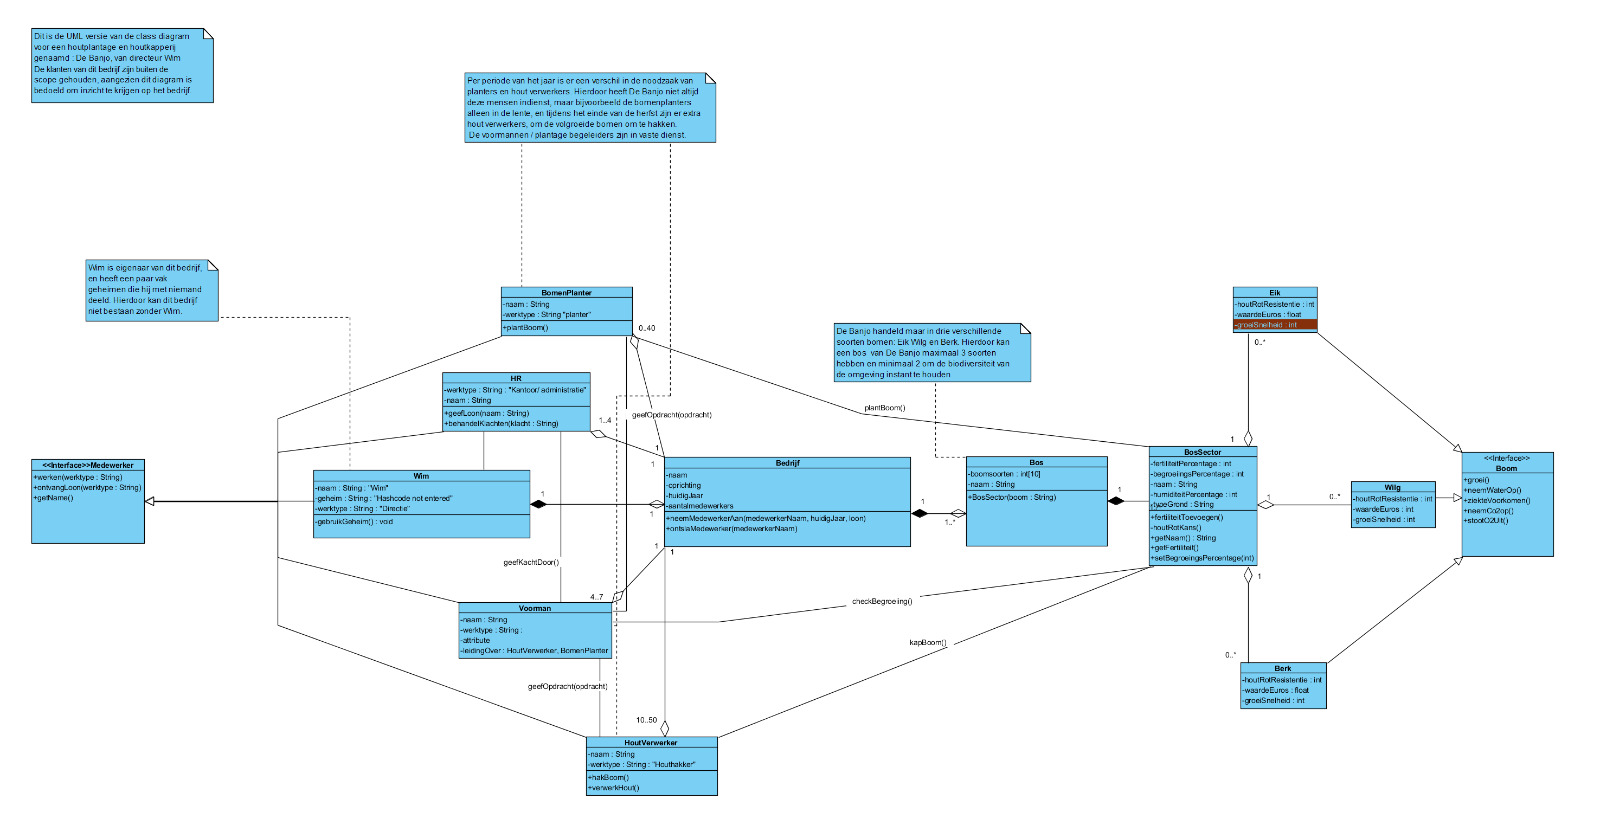 Dit is de UML versie van de class diagram
voor een houtplantage en houtkapperij
genaamd : De Banjo, van directeur Wim
De klanten van dit bedrijf zijn buiten de
scope gehouden, aangezien dit diagram is
bedoeld om inzicht te krijgen op het bedrijf.
Per periode van het jaar is er een verschil in de noodzaak van
planters en hout verwerkers. Hierdoor heeft De Banjo niet altijd
deze mensen indienst, maar bijvoorbeeld de bomenplanters
alleen in de lente, en tijdens het einde van de herfst zijn er extra
hout verwerkers, om de volgroeide bomen om te hakken.
De voormannen / plantage begeleiders zijn in vaste dienst.
Wim is eigenaar van dit bedrijf,
en heeft een paar vak
geheimen die hij met niemand
deeld. Hierdoor kan dit bedrijf
niet bestaan zonder Wim.
BomenPlanter
-naam : String
-werktype : String "planter"
+plantBoom()
0..40
De Banjo handeld maar in drie verschillende
soorten bomen: Eik Wilg en Berk. Hierdoor kan
een bos  van De Banjo maximaal 3 soorten
hebben en minimaal 2 om de biodiversiteit van
de omgeving instant te houden
Eik
-houtRotResistentie : int
-waardeEuros : float
-groeiSnelheid : int
0..*
HR
-werktype : String : "Kantoor/ administratie"
-naam : String
+geefLoon(naam : String)
+behandelKlachten(klacht : String)
1..4
geefOpdracht(opdracht)
plantBoom()
1
1
1
<<Interface>>Medewerker
+werken(werktype : String)
+ontvangLoon(werktype : String)
+getName()
Wim
-naam : String : "Wim"
-geheim : String : "Hashcode not entered"
-werktype : String : "Directie"
-gebruikGeheim() : void
1
1
Bedrijf
-naam
-oprichting
-huidigJaar
-aantalmedewerkers
+neemMedewerkerAan(medewerkerNaam, huidigJaar, loon)
+ontslaMedewerker(medewerkerNaam)
1
1..*
Bos
-boomsoorten : int[10]
-naam : String
+BosSector(boom : String)
1
BosSector
-fertiliteitPercentage : int
-begroeiingsPercentage : int
-naam : String
-humiditeitPercentage : int
-typeGrond : String
+fertiliteitToevoegen()
-houtRotKans()
+getNaam() : String
+getFertiliteit()
+setBegroeingsPercentage(int)
1
0..*
Wilg
-houtRotResistentie : int
-waardeEuros : float
-groeiSnelheid : int
<<Interface>>
Boom
+groei()
+neemWaterOp()
+ziekteVoorkomen()
+neemCo2op()
+stootO2Uit()
1
1
geefKachtDoor()
4..7
1
Voorman
-naam : String
-werktype : String :
-attribute
-leidingOver : HoutVerwerker, BomenPlanter
checkBegroeiing()
kapBoom()
0..*
Berk
-houtRotResistentie : int
-waardeEuros : float
-groeiSnelheid : int
geefOpdracht(opdracht)
10..50
HoutVerwerker
-naam : String
-werktype : String : "Houthakker"
+hakBoom()
+verwerkHout()